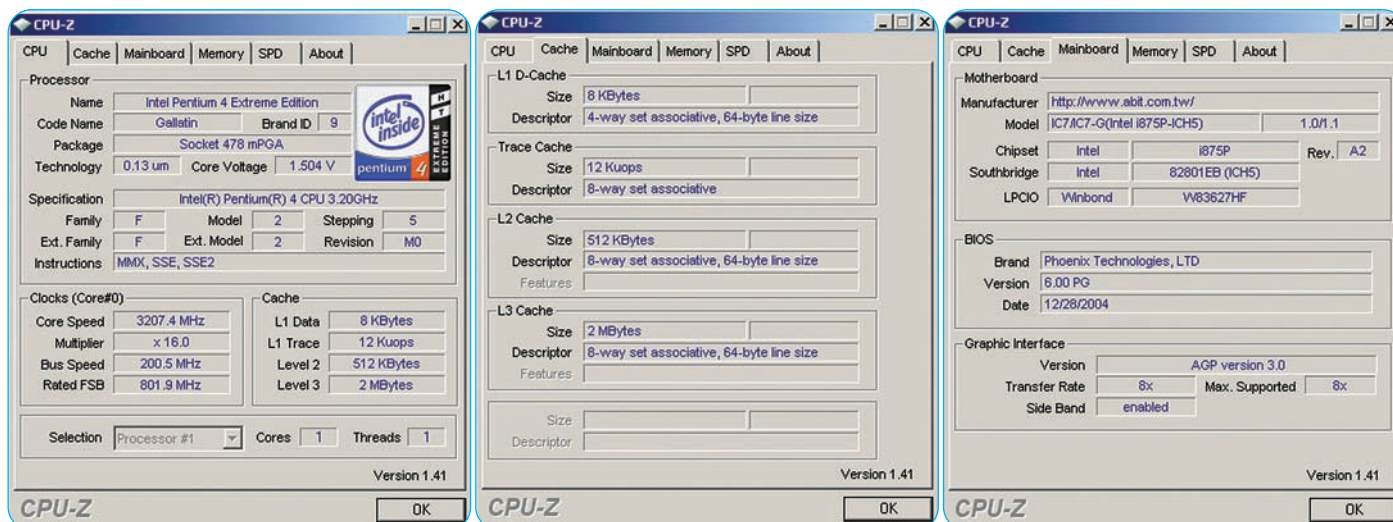 CPU-Z
CPU Cache Mainboard Memory SPD About
Processor
Name Intel Pentium 4 Extreme Edition
Code Name Gallatin Brand ID 9
Package Socket 478 mPGA
Technology 0.13 um Core Voltage 1.504 V
intel inside
pentium 4
HT
EXTREME EDITION
Specification Intel(R) Pentium(R) 4 CPU 3.20GHz
Family F Model 2 Stepping 5
Ext. Family F Ext. Model 2 Revision M0
Instructions MMX, SSE, SSE2
Clocks (Core#0)
Core Speed 3207.4 MHz
Multiplier x 16.0
Bus Speed 200.5 MHz
Rated FSB 801.9 MHz
Cache
L1 Data 8 KBytes
L1 Trace 12 Kuops
Level 2 512 KBytes
Level 3 2 MBytes
Selection Processor #1 Cores 1 Threads 1
Version 1.41
CPU-Z OK
CPU-Z
CPU Cache Mainboard Memory SPD About
L1 D-Cache
Size 8 KBytes
Descriptor 4-way set associative, 64-byte line size
Trace Cache
Size 12 Kuops
Descriptor 8-way set associative
L2 Cache
Size 512 KBytes
Descriptor 8-way set associative, 64-byte line size
Features
L3 Cache
Size 2 MBytes
Descriptor 8-way set associative, 64-byte line size
Features
Size
Descriptor
Version 1.41
CPU-Z OK
CPU-Z
CPU Cache Mainboard Memory SPD About
Motherboard
Manufacturer http://www.abit.com.tw/
Model IC7/IC7-G(Intel i875P-ICH5) 1.0/1.1
Chipset Intel i875P Rev. A2
Southbridge Intel 82801EB (ICH5)
LPCIO Winbond W83627HF
BIOS
Brand Phoenix Technologies, LTD
Version 6.00 PG
Date 12/28/2004
Graphic Interface
Version AGP version 3.0
Transfer Rate 8x Max. Supported 8x
Side Band enabled
Version 1.41
CPU-Z OK